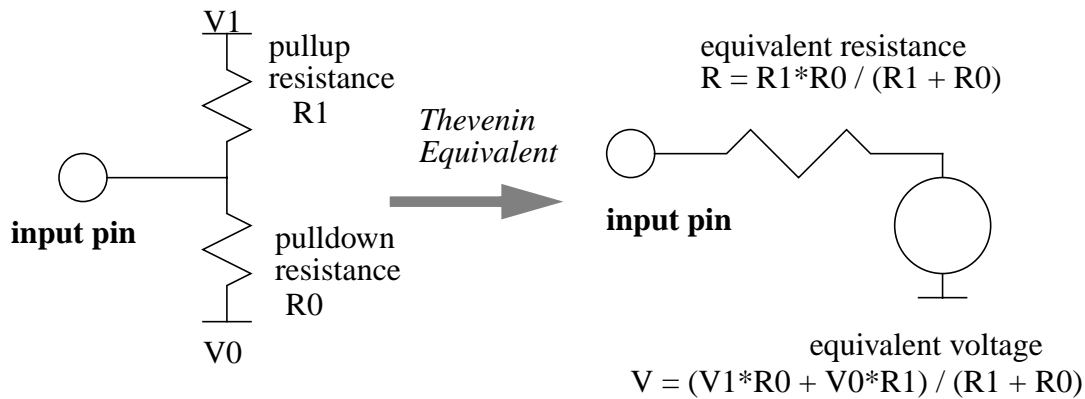 V1
pullup
resistance
R1
input pin
pulldown
resistance
R0
V0
Thevenin
Equivalent
equivalent resistance
R = R1*R0 / (R1 + R0)
input pin
equivalent voltage
V = (V1*R0 + V0*R1) / (R1 + R0)